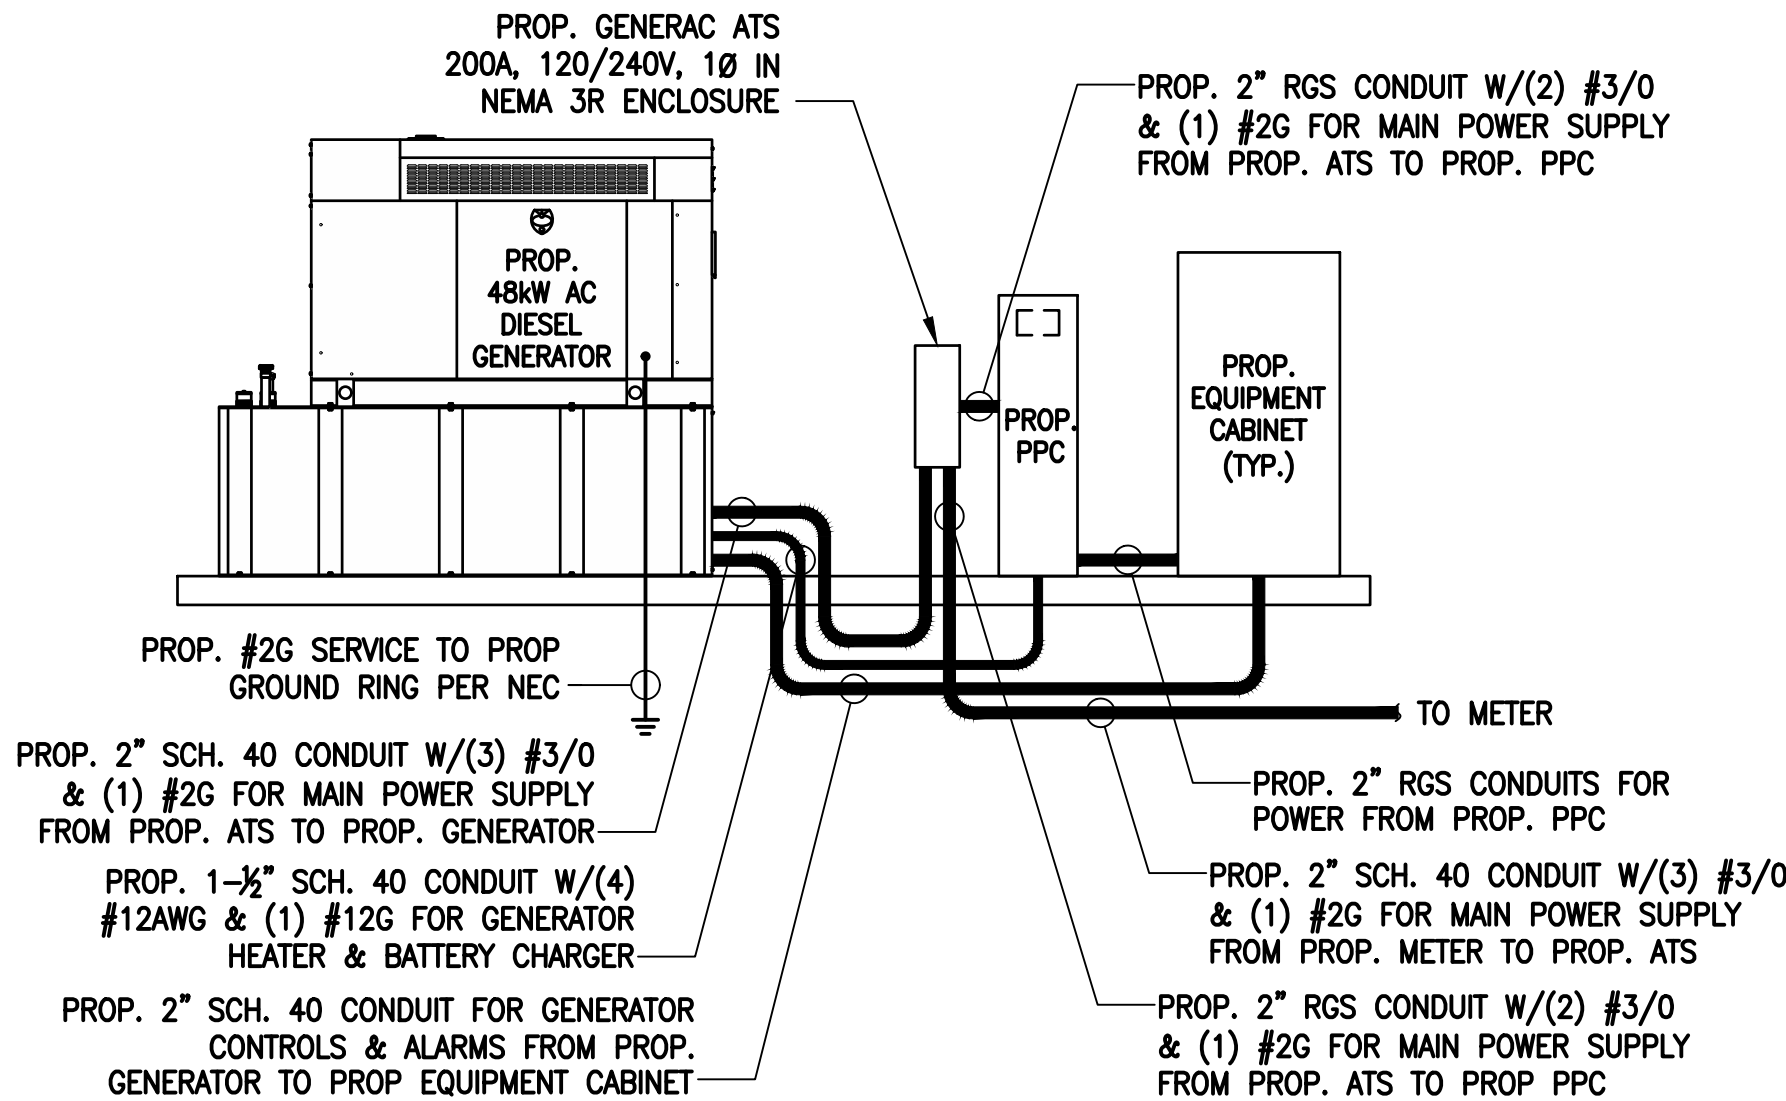 PROP. GENERAC ATS
200A, 120/240V, 1Ø IN
NEMA 3R ENCLOSURE
PROP. 2” RGS CONDUIT W/(2) #3/0
& (1) #2G FOR MAIN POWER SUPPLY
FROM PROP. ATS TO PROP. PPC
PROP.
48kW AC
DIESEL
GENERATOR
PROP.
PPC
PROP.
EQUIPMENT
CABINET
(TYP.)
PROP. #2G SERVICE TO PROP
GROUND RING PER NEC
TO METER
PROP. 2” SCH. 40 CONDUIT W/(3) #3/0
& (1) #2G FOR MAIN POWER SUPPLY
FROM PROP. ATS TO PROP. GENERATOR
PROP. 2” RGS CONDUITS FOR
POWER FROM PROP. PPC
PROP. 1-½” SCH. 40 CONDUIT W/(4)
#12AWG & (1) #12G FOR GENERATOR
HEATER & BATTERY CHARGER
PROP. 2” SCH. 40 CONDUIT W/(3) #3/0
& (1) #2G FOR MAIN POWER SUPPLY
FROM PROP. METER TO PROP. ATS
PROP. 2” SCH. 40 CONDUIT FOR GENERATOR
CONTROLS & ALARMS FROM PROP.
GENERATOR TO PROP EQUIPMENT CABINET
PROP. 2” RGS CONDUIT W/(2) #3/0
& (1) #2G FOR MAIN POWER SUPPLY
FROM PROP. ATS TO PROP PPC